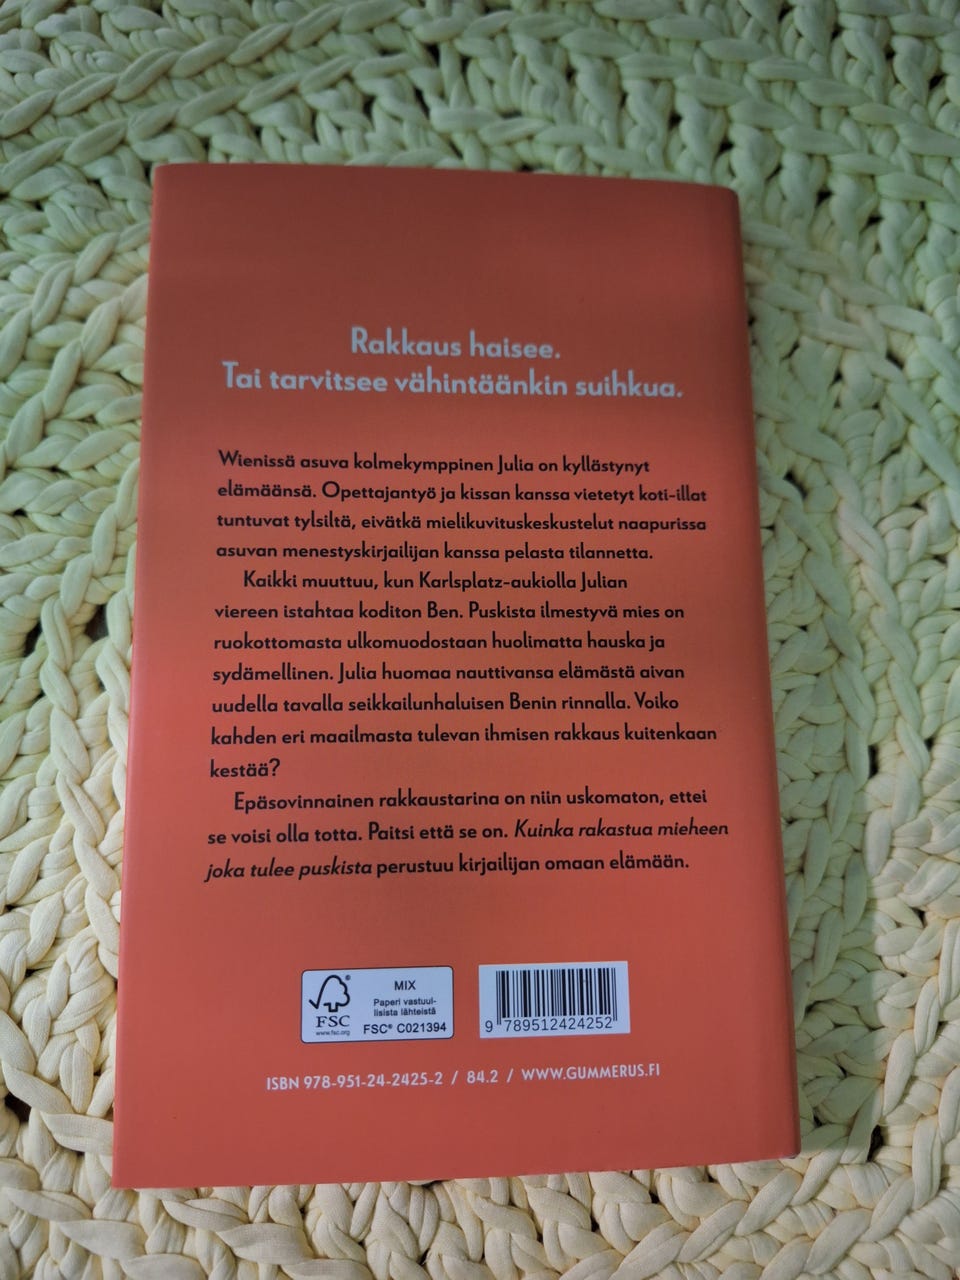 Rakkaus haisee.
Tai tarvitsee vähintäänkin suihkua.
Wienissä asuva kolmekymppinen Julia on kyllästynyt
elämäänsä. Opettajantyö ja kissan kanssa vietetyt koti-illat
tuntuvat tylsiltä, eivätkä mielikuvituskeskustelut naapurissa
asuvan menestyskirjailijan kanssa pelasta tilannetta.
Kaikki muuttuu, kun Karlsplatz-aukiolla Julian
viereen istahtaa koditon Ben. Puskista ilmestyvä mies on
ruokottomasta ulkomuodostaan huolimatta hauska ja
sydämellinen. Julia huomaa nauttivansa elämästä aivan
uudella tavalla seikkailunhaluisen Benin rinnalla. Voiko
kahden eri maailmasta tulevan ihmisen rakkaus kuitenkaan
kestää?
Epäsovinnainen rakkaustarina on niin uskomaton, ettei
se voisi olla totta. Paitsi että se on. Kuinka rakastua mieheen
joka tulee puskista perustuu kirjailijan omaan elämään.
FSC®
www.fsc.org
MIX
Paperi vastuul-
lisista lähteistä
FSC® C021394
9 789512424252
ISBN 978-951-24-2425-2 / 84.2 / WWW.GUMMERUS.FI